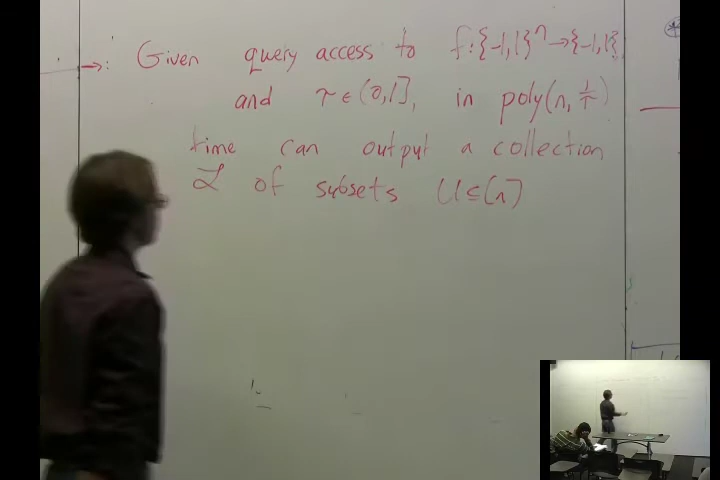 →: Given query access to f:{-1,1}ⁿ→{-1,1}
and τ∈(0,1], in poly(n, 1/τ)
time can output a collection
ℒ of subsets U⊆[n]